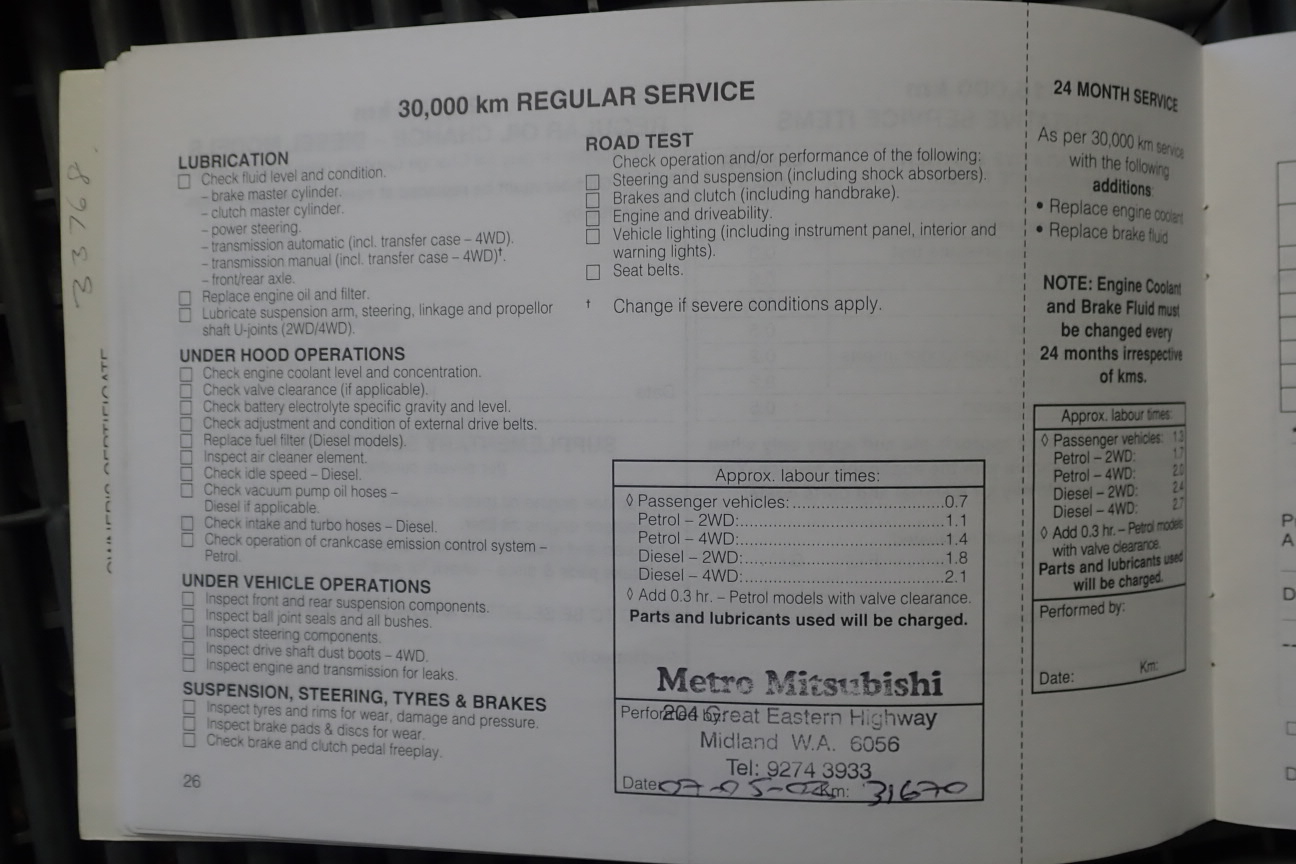 30,000 km REGULAR SERVICE
LUBRICATION
Check fluid level and condition.
– brake master cylinder.
– clutch master cylinder.
– power steering.
– transmission automatic (incl. transfer case – 4WD).
– transmission manual (incl. transfer case – 4WD)†.
– front/rear axle.
Replace engine oil and filter.
Lubricate suspension arm, steering, linkage and propellor
shaft U-joints (2WD/4WD).
UNDER HOOD OPERATIONS
Check engine coolant level and concentration.
Check valve clearance (if applicable).
Check battery electrolyte specific gravity and level.
Check adjustment and condition of external drive belts.
Replace fuel filter (Diesel models).
Inspect air cleaner element.
Check idle speed – Diesel.
Check vacuum pump oil hoses –
Diesel if applicable.
Check intake and turbo hoses – Diesel.
Check operation of crankcase emission control system –
Petrol.
UNDER VEHICLE OPERATIONS
Inspect front and rear suspension components.
Inspect ball joint seals and all bushes.
Inspect steering components.
Inspect drive shaft dust boots – 4WD.
Inspect engine and transmission for leaks.
SUSPENSION, STEERING, TYRES & BRAKES
Inspect tyres and rims for wear, damage and pressure.
Inspect brake pads & discs for wear.
Check brake and clutch pedal freeplay.
26
ROAD TEST
Check operation and/or performance of the following:
Steering and suspension (including shock absorbers).
Brakes and clutch (including handbrake).
Engine and driveability.
Vehicle lighting (including instrument panel, interior and
warning lights).
Seat belts.
† Change if severe conditions apply.
Approx. labour times:
◊ Passenger vehicles:................................0.7
Petrol – 2WD:...........................................1.1
Petrol – 4WD:...........................................1.4
Diesel – 2WD:..........................................1.8
Diesel – 4WD:..........................................2.1
◊ Add 0.3 hr. – Petrol models with valve clearance.
Parts and lubricants used will be charged.
Metro Mitsubishi
Performed by:
204 Great Eastern Highway
Midland W.A. 6056
Tel: 9274 3933
Date: 07-05-02 Km: 31670
24 MONTH SERVICE
As per 30,000 km service
with the following
additions:
• Replace engine coolant
• Replace brake fluid
NOTE: Engine Coolant
and Brake Fluid must
be changed every
24 months irrespective
of kms.
Approx. labour times:
◊ Passenger vehicles: 1.3
Petrol – 2WD: 1.7
Petrol – 4WD: 2.0
Diesel – 2WD: 2.4
Diesel – 4WD: 2.7
◊ Add 0.3 hr. – Petrol models
with valve clearance.
Parts and lubricants used
will be charged.
Performed by:
Date: Km:
33768.